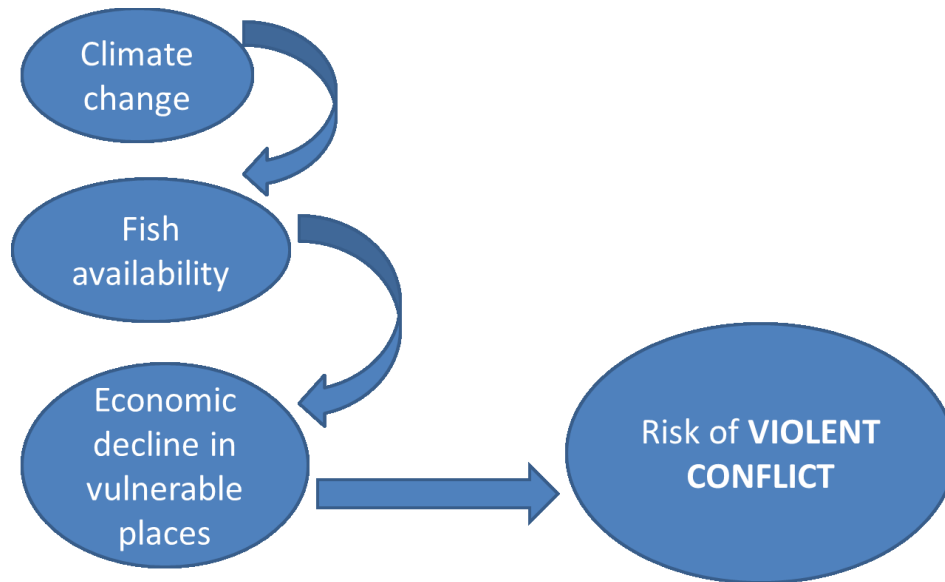 Climate
change
Fish
availability
Economic
decline in
vulnerable
places
Risk of VIOLENT
CONFLICT